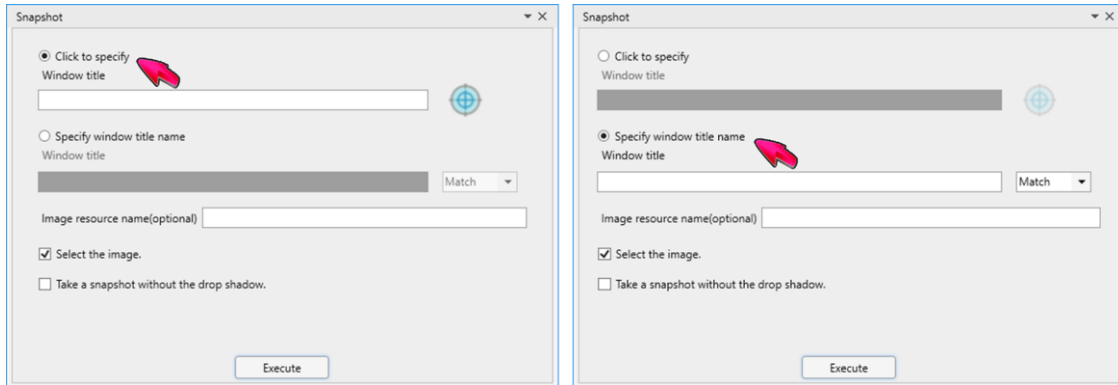 Snapshot
Click to specify
Window title
Specify window title name
Window title
Match
Image resource name(optional)
Select the image.
Take a snapshot without the drop shadow.
Execute
Snapshot
Click to specify
Window title
Specify window title name
Window title
Match
Image resource name(optional)
Select the image.
Take a snapshot without the drop shadow.
Execute